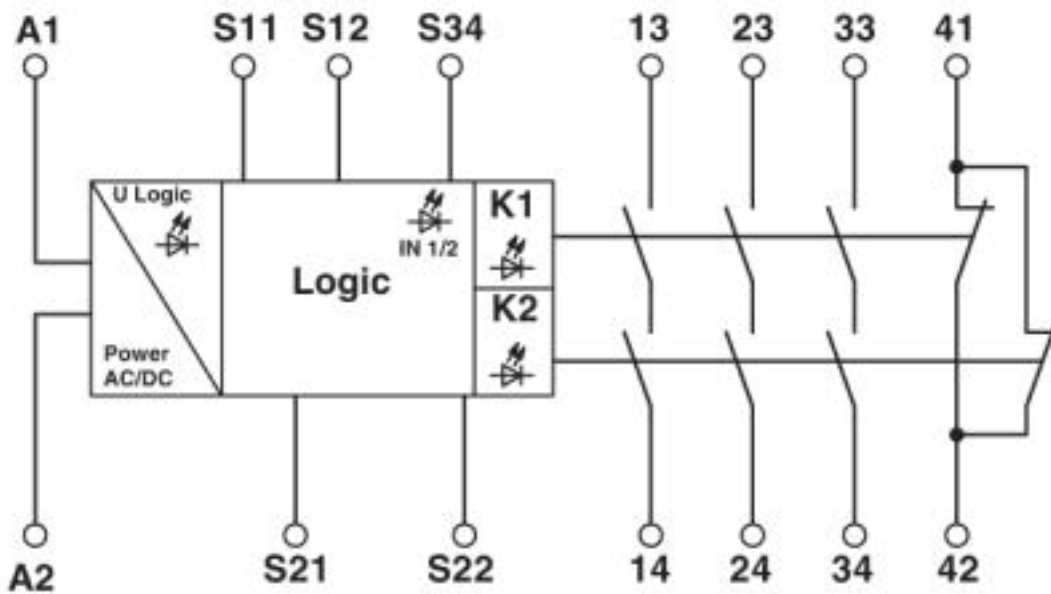 A1
S11
S12
S34
13
23
33
41
U Logic
IN 1/2
K1
Logic
K2
Power
AC/DC
A2
S21
S22
14
24
34
42